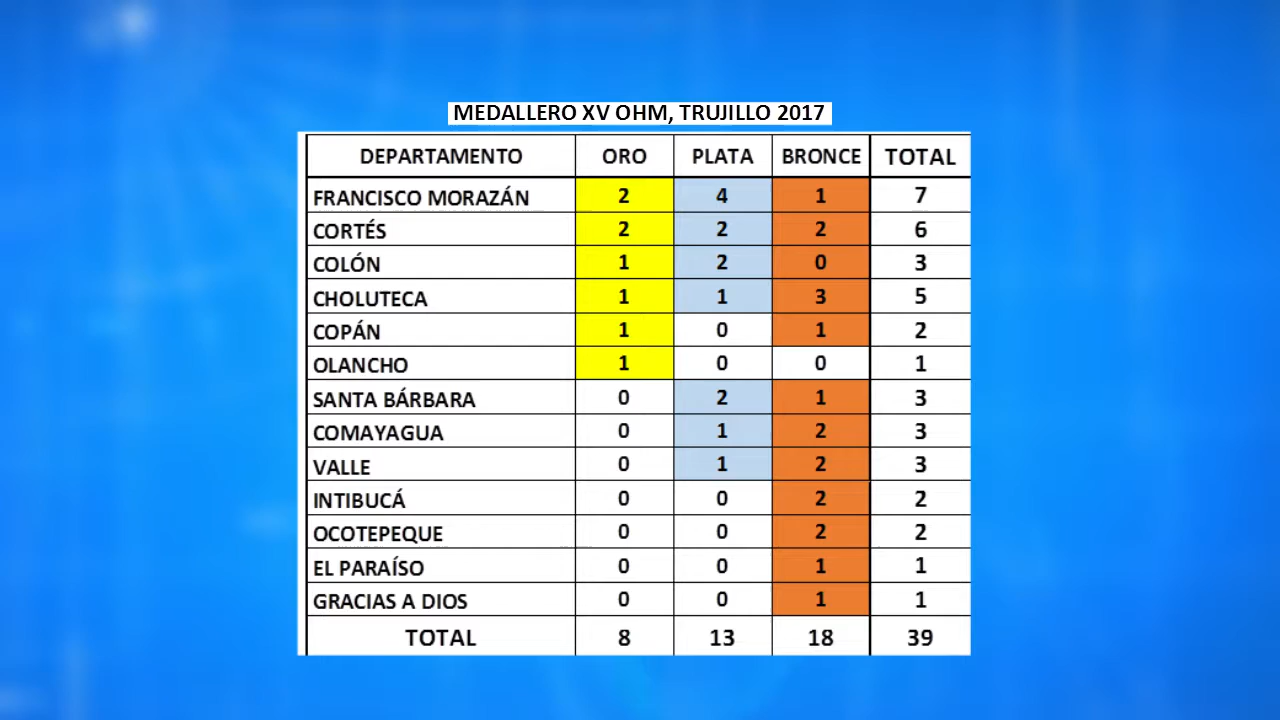 MEDALLERO XV OHM, TRUJILLO 2017
DEPARTAMENTO ORO PLATA BRONCE TOTAL
FRANCISCO MORAZÁN 2 4 1 7
CORTÉS 2 2 2 6
COLÓN 1 2 0 3
CHOLUTECA 1 1 3 5
COPÁN 1 0 1 2
OLANCHO 1 0 0 1
SANTA BÁRBARA 0 2 1 3
COMAYAGUA 0 1 2 3
VALLE 0 1 2 3
INTIBUCÁ 0 0 2 2
OCOTEPEQUE 0 0 2 2
EL PARAÍSO 0 0 1 1
GRACIAS A DIOS 0 0 1 1
TOTAL 8 13 18 39